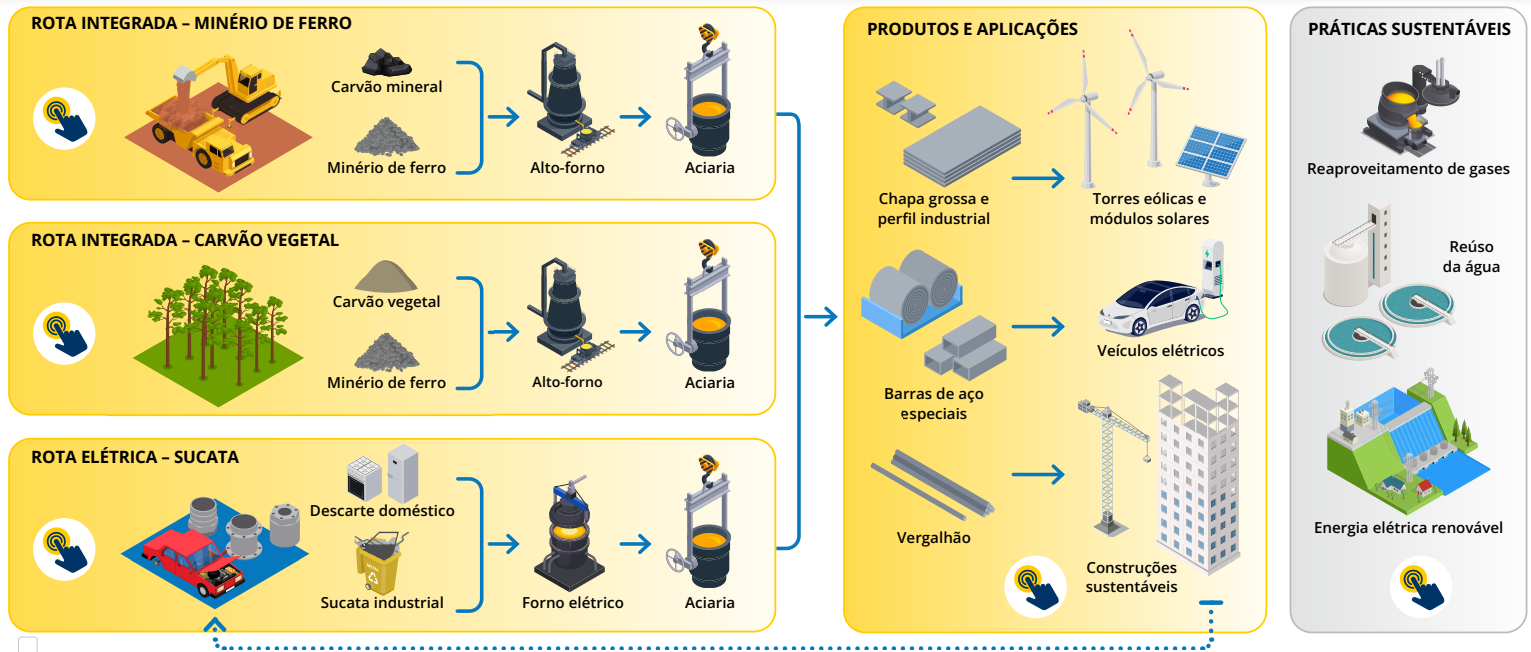 ROTA INTEGRADA – MINÉRIO DE FERRO
Carvão mineral
Minério de ferro
Alto-forno
Aciaria
ROTA INTEGRADA – CARVÃO VEGETAL
Carvão vegetal
Minério de ferro
Alto-forno
Aciaria
ROTA ELÉTRICA – SUCATA
Descarte doméstico
METAL
Sucata industrial
Forno elétrico
Aciaria
PRODUTOS E APLICAÇÕES
Chapa grossa e
perfil industrial
Torres eólicas e
módulos solares
Barras de aço
especiais
Veículos elétricos
Vergalhão
Construções
sustentáveis
PRÁTICAS SUSTENTÁVEIS
Reaproveitamento de gases
Reúso
da água
Energia elétrica renovável